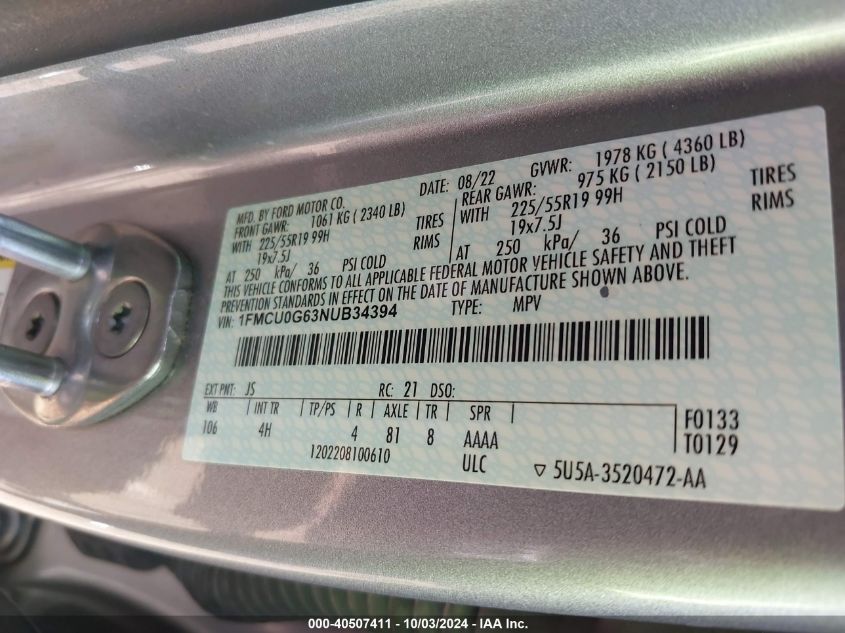 MFD. BY FORD MOTOR CO.
DATE: 08/22 GVWR: 1978 KG ( 4360 LB)
FRONT GAWR: 1061 KG ( 2340 LB) REAR GAWR: 975 KG ( 2150 LB)
WITH 225/55R19 99H TIRES WITH 225/55R19 99H TIRES
19x7.5J RIMS 19x7.5J RIMS
AT 250 kPa/ 36 PSI COLD AT 250 kPa/ 36 PSI COLD
THIS VEHICLE CONFORMS TO ALL APPLICABLE FEDERAL MOTOR VEHICLE SAFETY AND THEFT
PREVENTION STANDARDS IN EFFECT ON THE DATE OF MANUFACTURE SHOWN ABOVE.
VIN: 1FMCU0G63NUB34394 TYPE: MPV
EXT PNT: JS RC: 21 DSO:
WB INT TR TP/PS R AXLE TR SPR F0133
106 4H 4 81 8 AAAA T0129
1202208100610 ULC ▽ 5U5A-3520472-AA
000-40507411 - 10/03/2024 - IAA Inc.